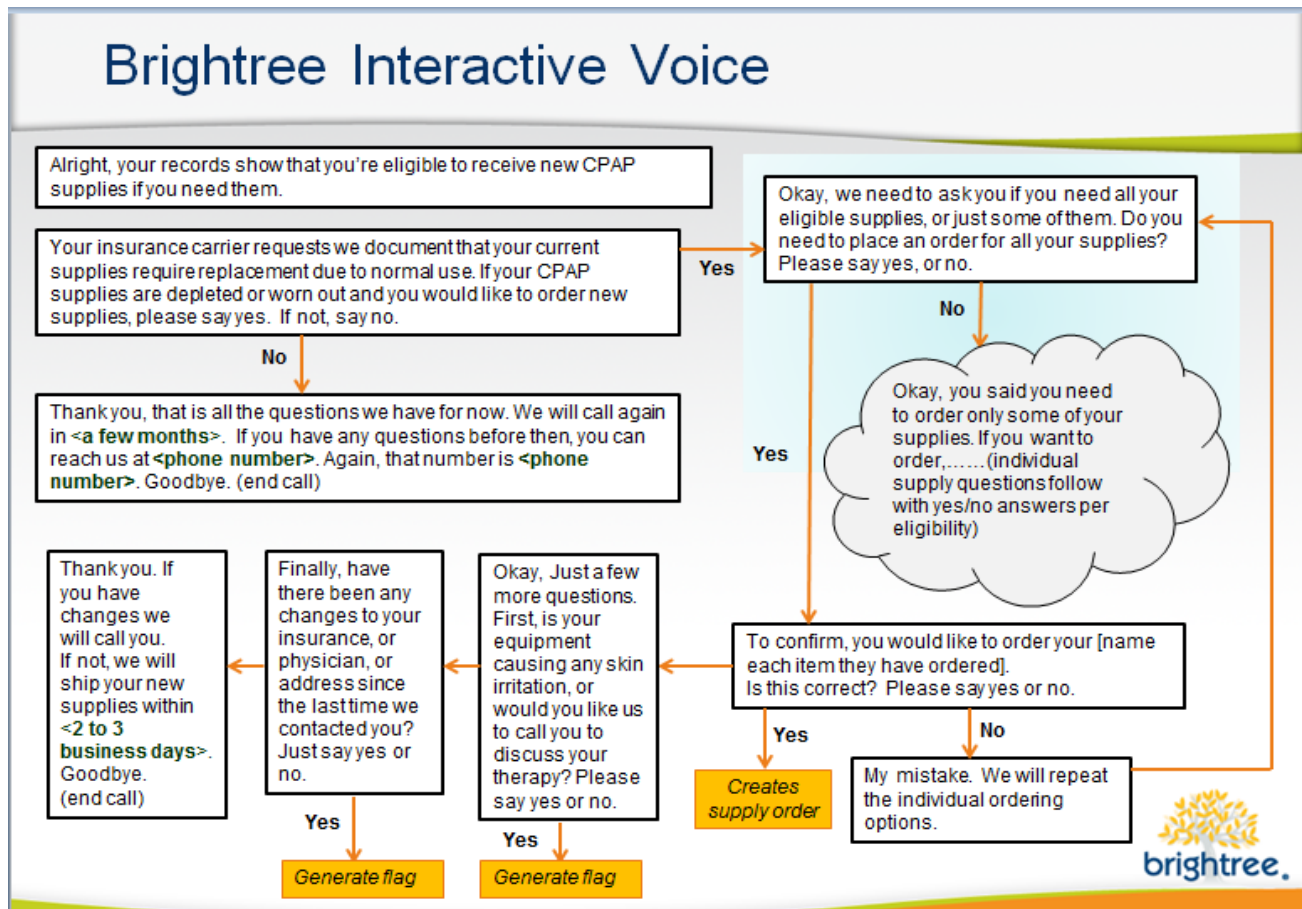 Brightree Interactive Voice
Alright, your records show that you're eligible to receive new CPAP
supplies if you need them.
Your insurance carrier requests we document that your current
supplies require replacement due to normal use. If your CPAP
supplies are depleted or worn out and you would like to order new
supplies, please say yes. If not, say no.
Yes
Okay, we need to ask you if you need all your
eligible supplies, or just some of them. Do you
need to place an order for all your supplies?
Please say yes, or no.
No
No
Thank you, that is all the questions we have for now. We will call again
in <a few months>. If you have any questions before then, you can
reach us at <phone number>. Again, that number is <phone
number>. Goodbye. (end call)
Yes
Okay, you said you need
to order only some of your
supplies. If you want to
order,......(individual
supply questions follow
with yes/no answers per
eligibility)
Thank you. If
you have
changes we
will call you.
If not, we will
ship your new
supplies within
<2 to 3
business days>.
Goodbye.
(end call)
Finally, have
there been any
changes to your
insurance, or
physician, or
address since
the last time we
contacted you?
Just say yes or
no.
Okay, Just a few
more questions.
First, is your
equipment
causing any skin
irritation, or
would you like us
to call you to
discuss your
therapy? Please
say yes or no.
To confirm, you would like to order your [name
each item they have ordered].
Is this correct? Please say yes or no.
Yes
No
Creates
supply order
My mistake. We will repeat
the individual ordering
options.
Yes
Yes
Generate flag
Generate flag
brightree.